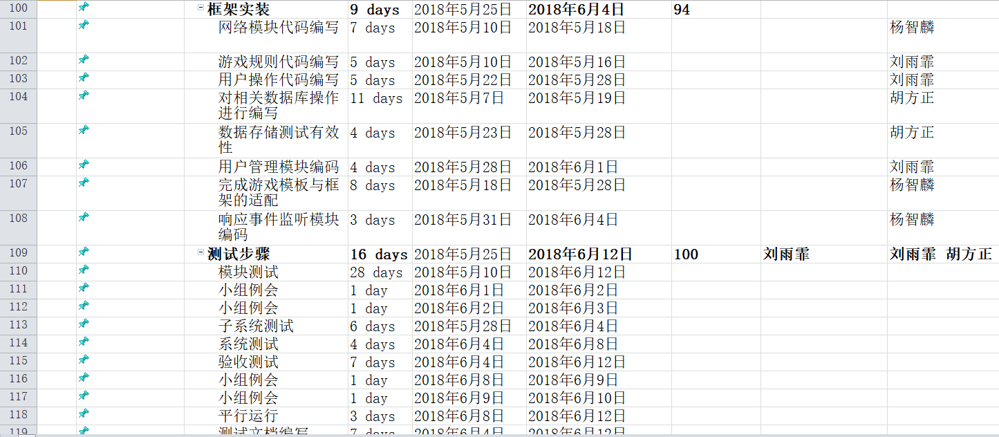 100 框架实装 9 days 2018年5月25日 2018年6月4日 94
101 网络模块代码编写 7 days 2018年5月10日 2018年5月18日 杨智麟
102 游戏规则代码编写 5 days 2018年5月10日 2018年5月16日 刘雨霏
103 用户操作代码编写 5 days 2018年5月22日 2018年5月28日 刘雨霏
104 对相关数据库操作 11 days 2018年5月7日 2018年5月19日 胡方正
进行编写
105 数据存储测试有效 4 days 2018年5月23日 2018年5月28日 胡方正
性
106 用户管理模块编码 4 days 2018年5月28日 2018年6月1日 刘雨霏
107 完成游戏模板与框 8 days 2018年5月18日 2018年5月28日 杨智麟
架的适配
108 响应事件监听模块 3 days 2018年5月31日 2018年6月4日 杨智麟
编码
109 测试步骤 16 days 2018年5月25日 2018年6月12日 100 刘雨霏 刘雨霏 胡方正
110 模块测试 28 days 2018年5月10日 2018年6月12日
111 小组例会 1 day 2018年6月1日 2018年6月2日
112 小组例会 1 day 2018年6月2日 2018年6月3日
113 子系统测试 6 days 2018年5月28日 2018年6月4日
114 系统测试 4 days 2018年6月4日 2018年6月8日
115 验收测试 7 days 2018年6月4日 2018年6月12日
116 小组例会 1 day 2018年6月8日 2018年6月9日
117 小组例会 1 day 2018年6月9日 2018年6月10日
118 平行运行 3 days 2018年6月8日 2018年6月12日
119 测试文档编写 7 days 2018年6月4日 2018年6月12日